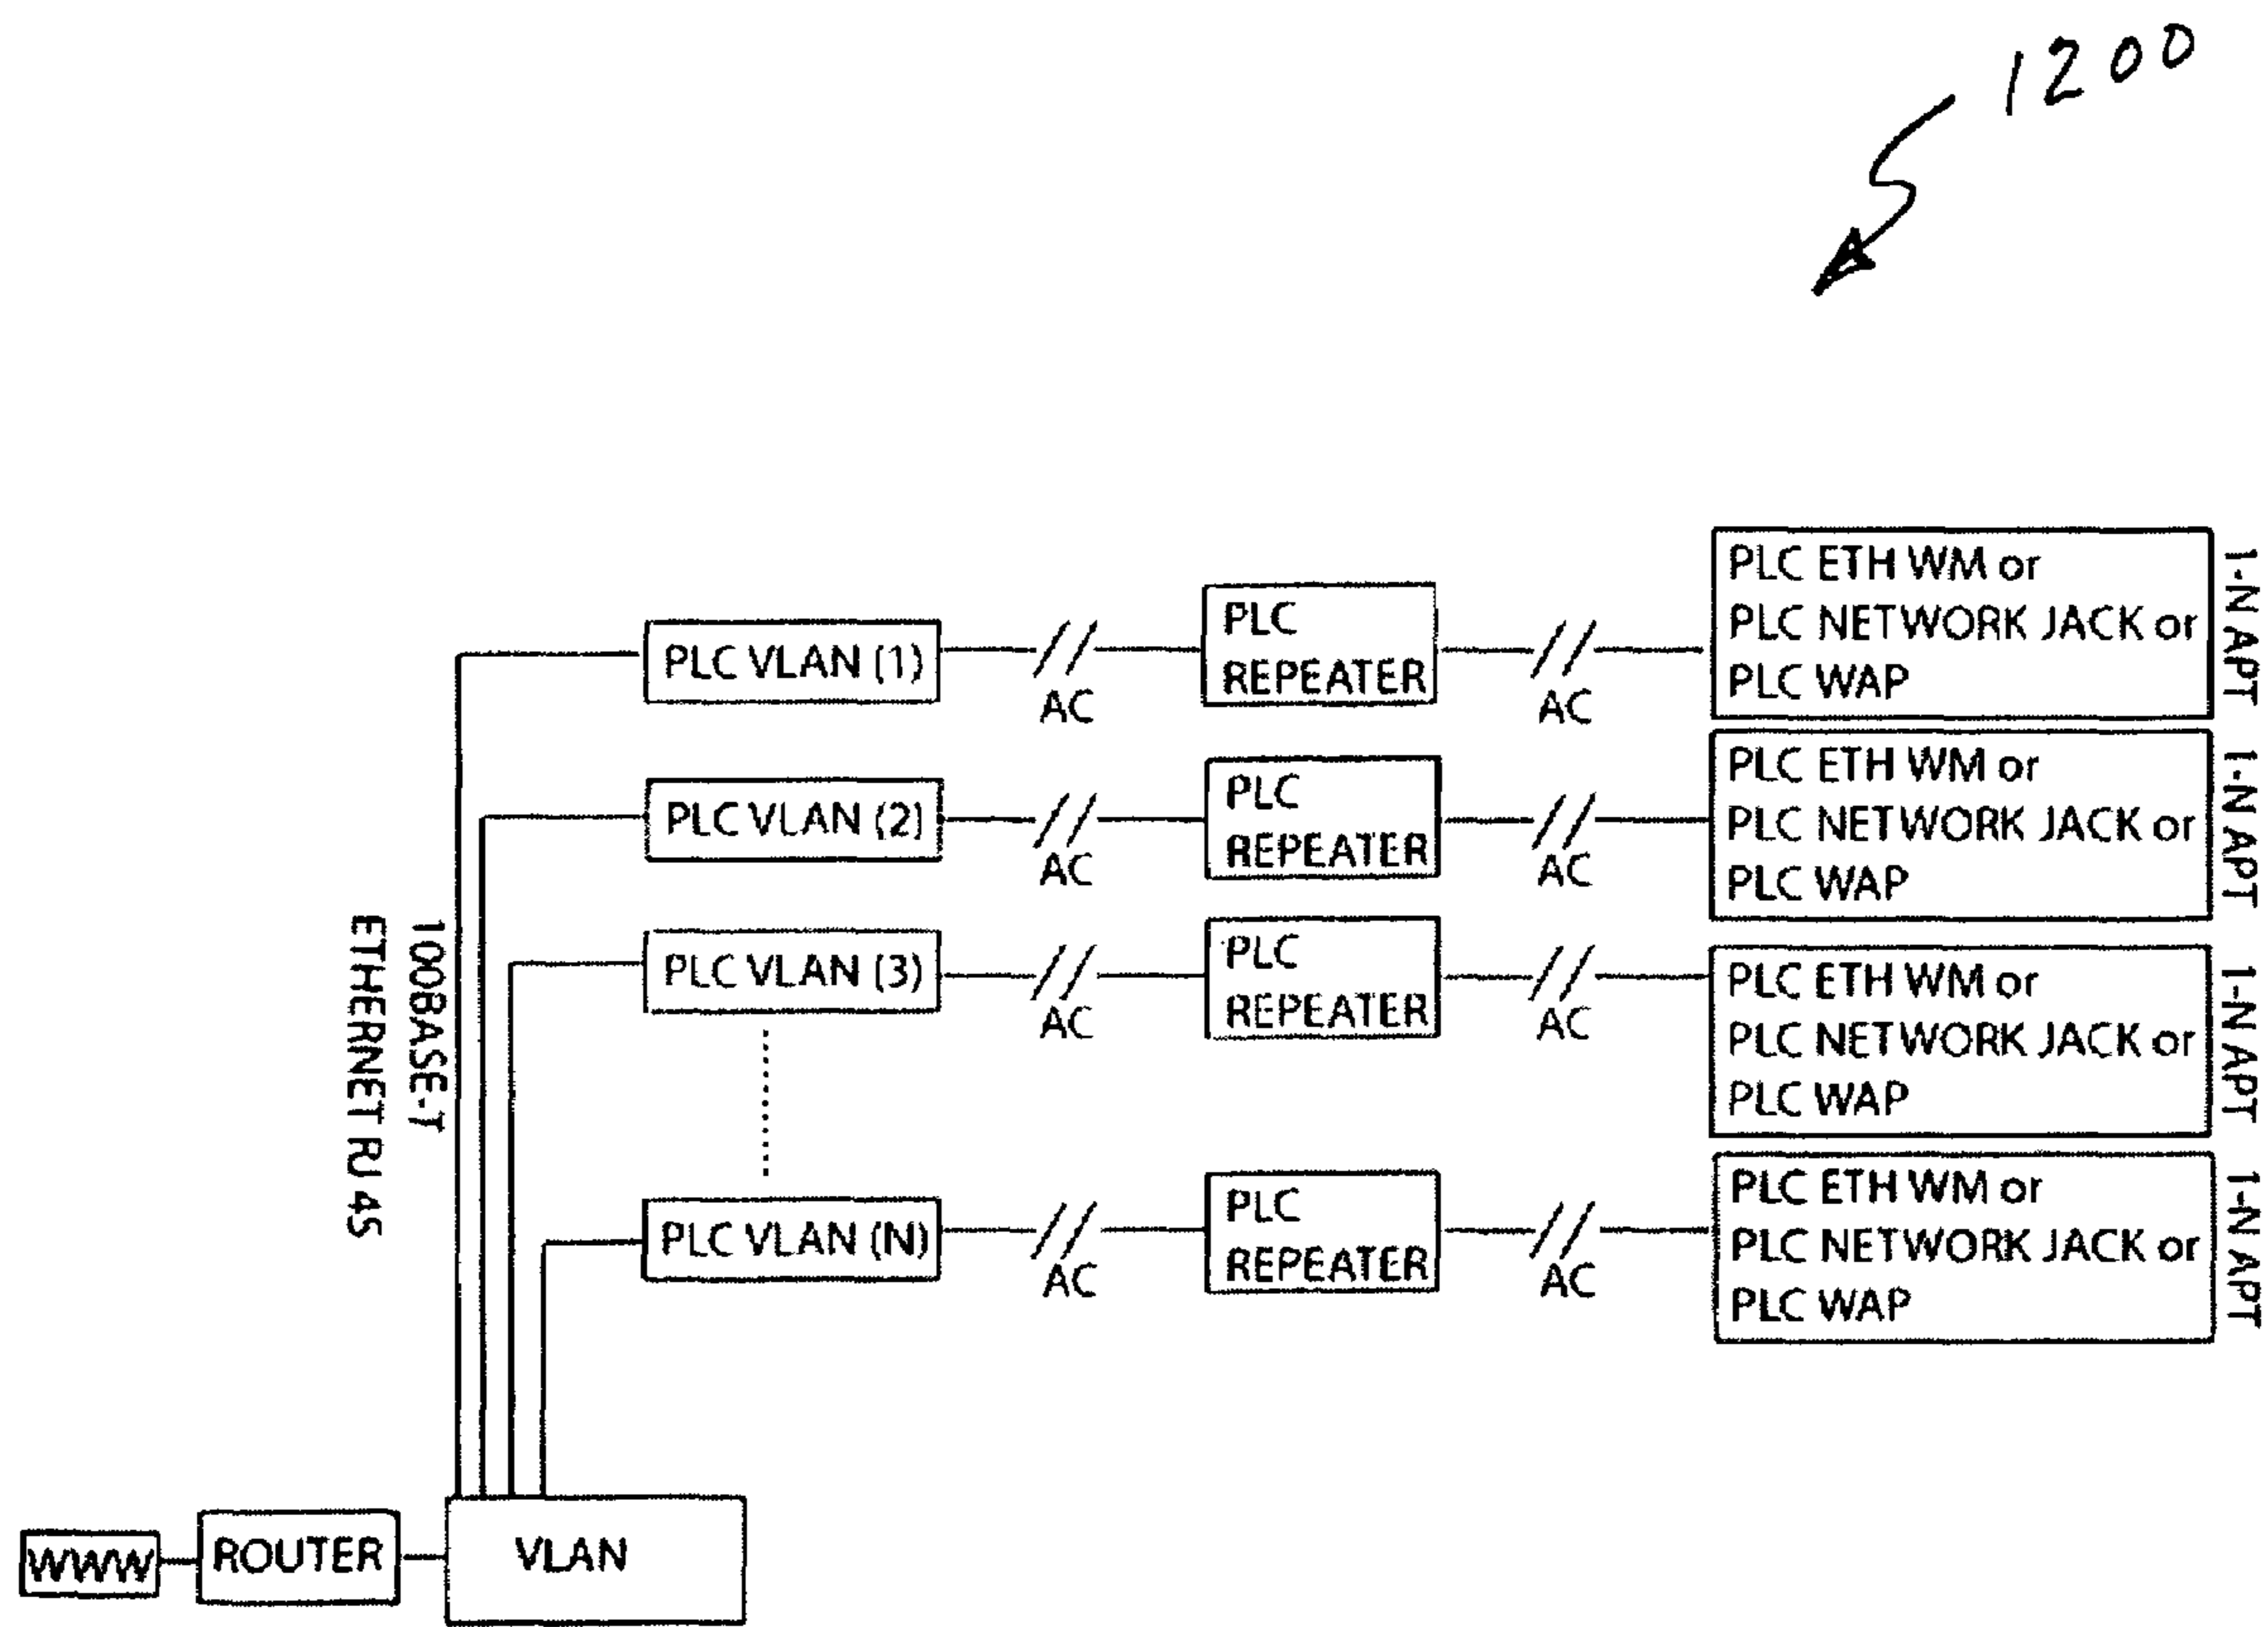 1200
PLC VLAN (1)
AC
PLC
REPEATER
AC
PLC ETH WM or
PLC NETWORK JACK or
PLC WAP
1-N APT
PLC VLAN (2)
AC
PLC
REPEATER
AC
PLC ETH WM or
PLC NETWORK JACK or
PLC WAP
1-N APT
PLC VLAN (3)
AC
PLC
REPEATER
AC
PLC ETH WM or
PLC NETWORK JACK or
PLC WAP
1-N APT
PLC VLAN (N)
AC
PLC
REPEATER
AC
PLC ETH WM or
PLC NETWORK JACK or
PLC WAP
1-N APT
100BASE-T
ETHERNET RJ 45
WWW
ROUTER
VLAN